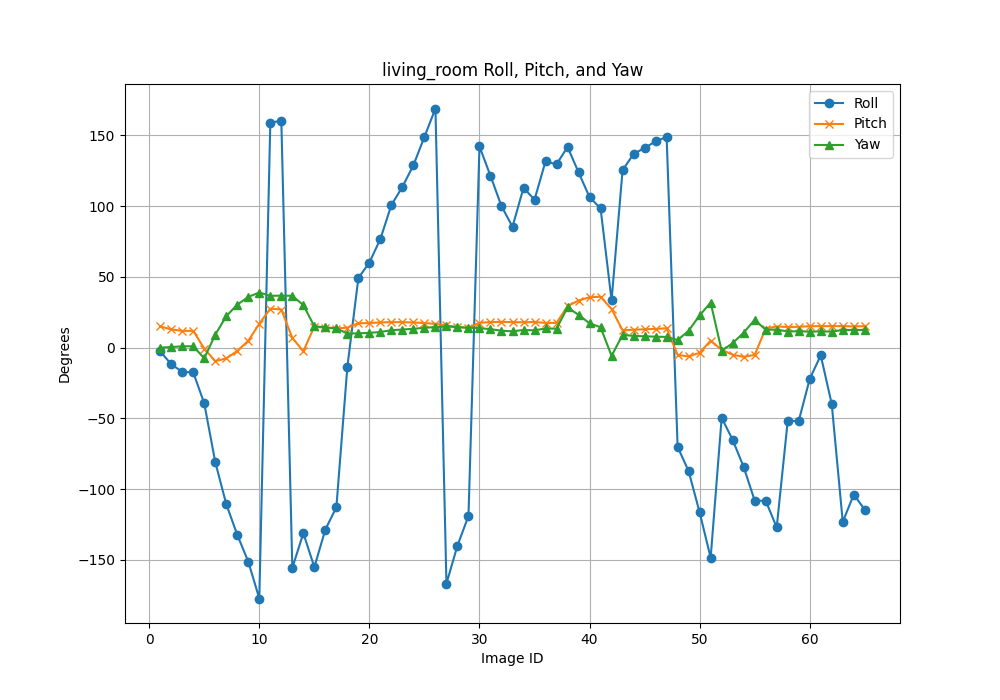 living_room Roll, Pitch, and Yaw
Roll
Pitch
Yaw
Degrees
150
100
50
0
−50
−100
−150
0 10 20 30 40 50 60
Image ID